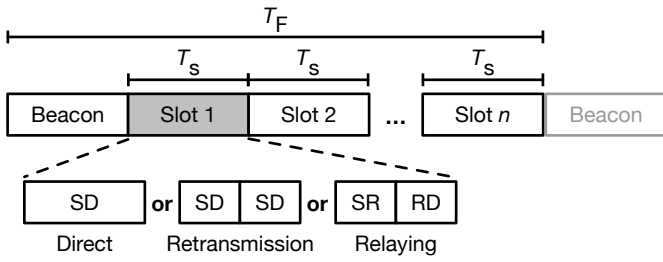 T_F
T_s T_s T_s
Beacon Slot 1 Slot 2 ... Slot n Beacon
SD or SD SD or SR RD
Direct Retransmission Relaying